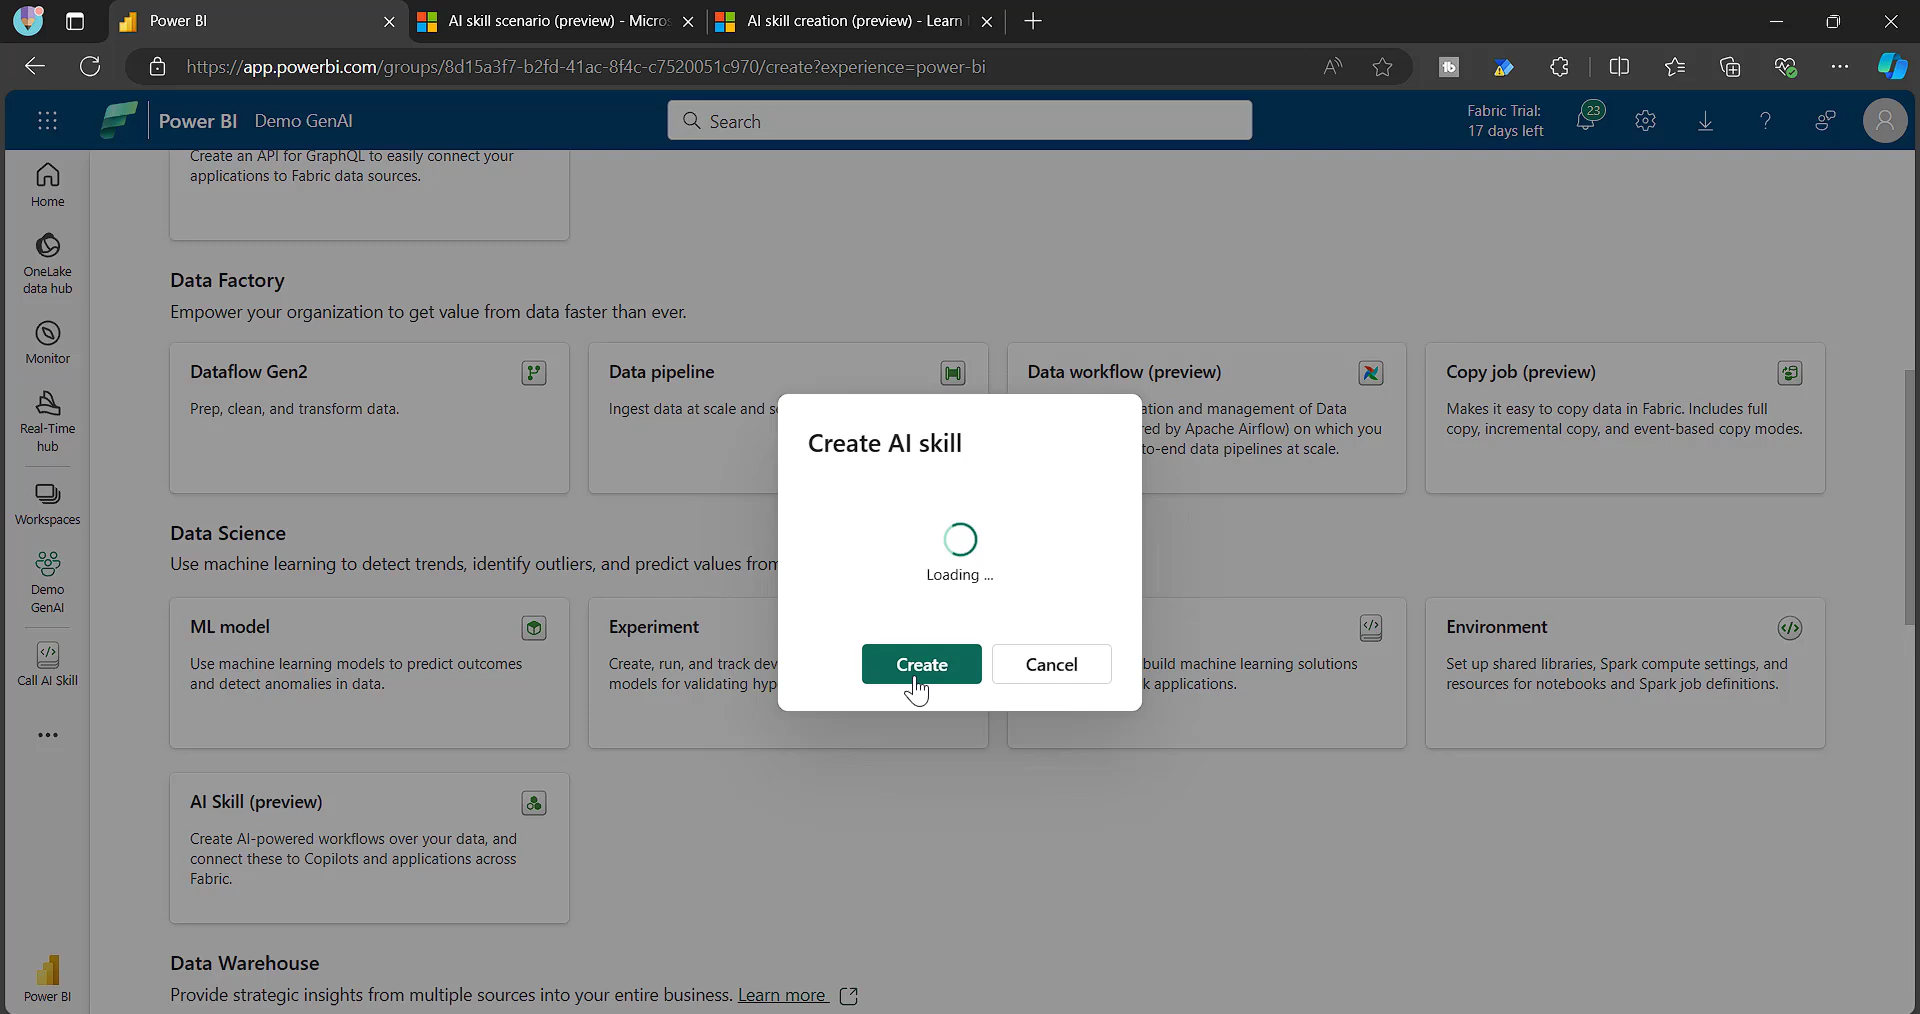 Power BI
AI skill scenario (preview) - Micros
AI skill creation (preview) - Learn
https://app.powerbi.com/groups/8d15a3f7-b2fd-41ac-8f4c-c7520051c970/create?experience=power-bi
Power BI Demo GenAI
Search
Fabric Trial:
17 days left
23
Home
OneLake
data hub
Monitor
Real-Time
hub
Workspaces
Demo
GenAI
Call AI Skill
Power BI
Create an API for GraphQL to easily connect your
applications to Fabric data sources.
Data Factory
Empower your organization to get value from data faster than ever.
Dataflow Gen2
Prep, clean, and transform data.
Data pipeline
Ingest data at scale and
Data workflow (preview)
and management of Data
by Apache Airflow) on which you
to-end data pipelines at scale.
Copy job (preview)
Makes it easy to copy data in Fabric. Includes full
copy, incremental copy, and event-based copy modes.
Create AI skill
Loading ...
Create
Cancel
Data Science
Use machine learning to detect trends, identify outliers, and predict values from
ML model
Use machine learning models to predict outcomes
and detect anomalies in data.
Experiment
Create, run, and track dev
models for validating hyp
build machine learning solutions
applications.
Environment
Set up shared libraries, Spark compute settings, and
resources for notebooks and Spark job definitions.
AI Skill (preview)
Create AI-powered workflows over your data, and
connect these to Copilots and applications across
Fabric.
Data Warehouse
Provide strategic insights from multiple sources into your entire business. Learn more